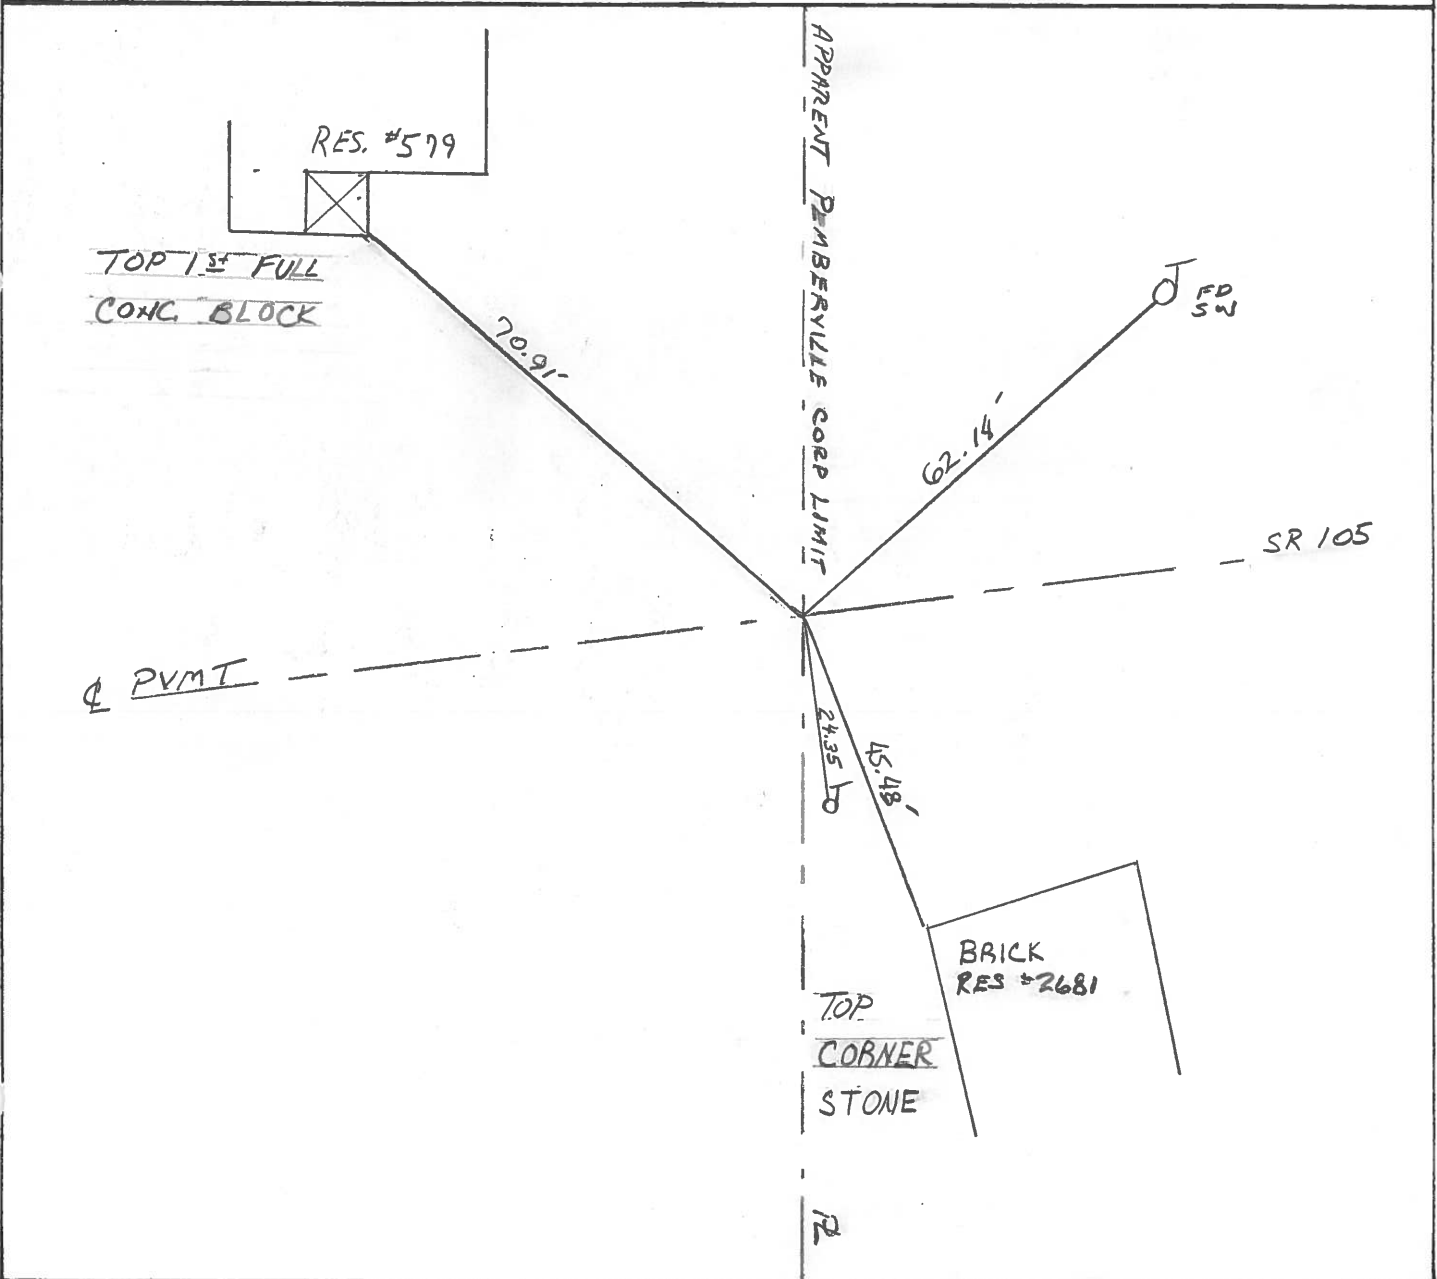 APPARENT PEMBERVILLE CORP LIMIT
RES. #579
TOP 1st FULL
CONC. BLOCK
70.91'
FD
SW
62.14'
SR 105
℄ PVMT
24.35
45.48'
BRICK
RES #2681
TOP
CORNER
STONE
PL